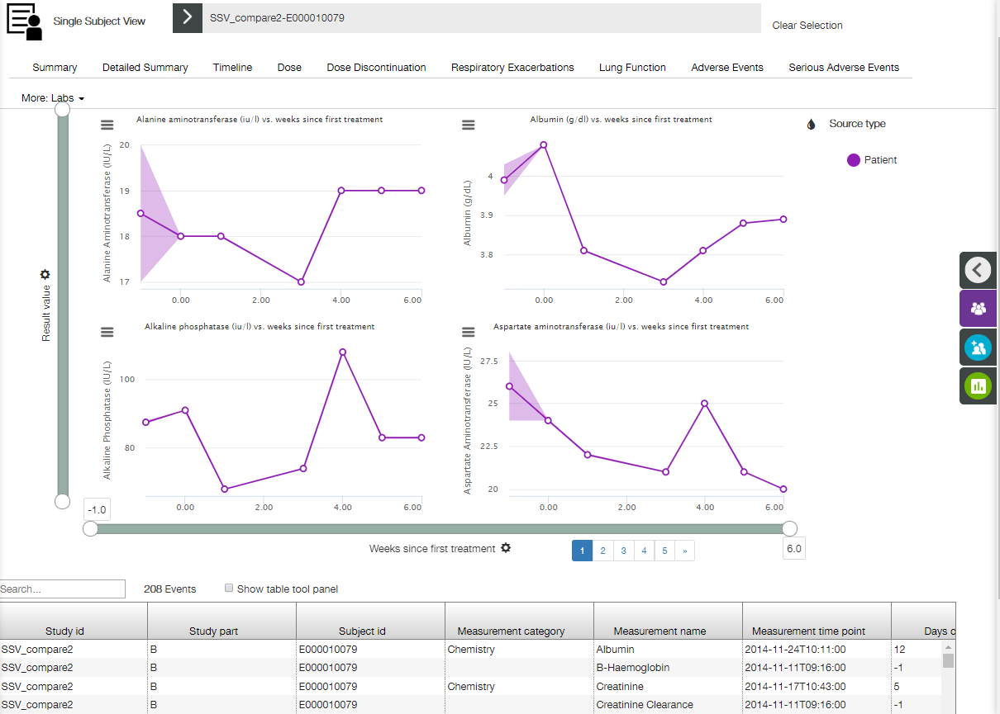 Single Subject View
SSV_compare2-E000010079
Clear Selection
Summary Detailed Summary Timeline Dose Dose Discontinuation Respiratory Exacerbations Lung Function Adverse Events Serious Adverse Events
More: Labs
Result value
Alanine aminotransferase (iu/l) vs. weeks since first treatment
Alanine Aminotransferase (IU/L)
20
19
18
17
0.00 2.00 4.00 6.00
Albumin (g/dl) vs. weeks since first treatment
Albumin (g/dL)
4
3.9
3.8
0.00 2.00 4.00 6.00
Source type
Patient
Alkaline phosphatase (iu/l) vs. weeks since first treatment
Alkaline Phosphatase (IU/L)
100
80
0.00 2.00 4.00 6.00
Aspartate aminotransferase (iu/l) vs. weeks since first treatment
Aspartate Aminotransferase (IU/L)
27.5
25
22.5
20
0.00 2.00 4.00 6.00
-1.0
6.0
Weeks since first treatment
1 2 3 4 5 »
Search... 208 Events Show table tool panel
Study id Study part Subject id Measurement category Measurement name Measurement time point Days o
SSV_compare2 B E000010079 Chemistry Albumin 2014-11-24T10:11:00 12
SSV_compare2 B E000010079 B-Haemoglobin 2014-11-11T09:16:00 -1
SSV_compare2 B E000010079 Chemistry Creatinine 2014-11-17T10:43:00 5
SSV_compare2 B E000010079 Creatinine Clearance 2014-11-11T09:16:00 -1